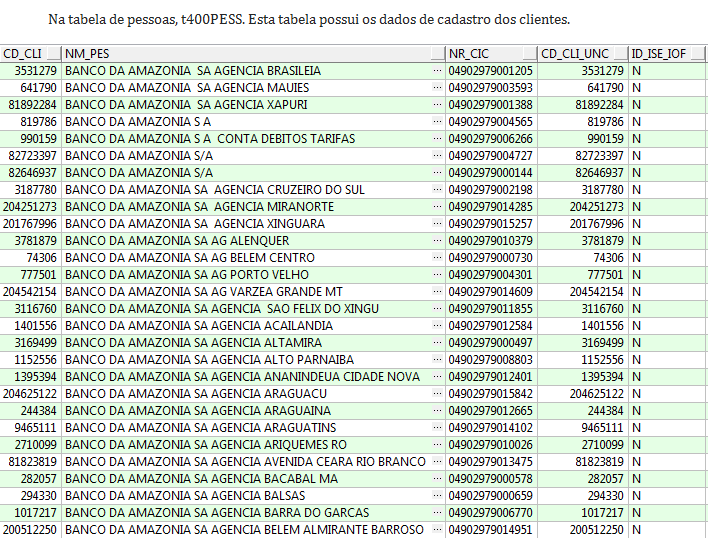 Na tabela de pessoas, t400PESS. Esta tabela possui os dados de cadastro dos clientes.
CD_CLI NM_PES NR_CIC CD_CLI_UNC ID_ISE_IOF
3531279 BANCO DA AMAZONIA  SA AGENCIA BRASILEIA ... 04902979001205 3531279 N
641790 BANCO DA AMAZONIA  SA AGENCIA MAUIES ... 04902979003593 641790 N
81892284 BANCO DA AMAZONIA  SA AGENCIA XAPURI ... 04902979001388 81892284 N
819786 BANCO DA AMAZONIA S A ... 04902979004565 819786 N
990159 BANCO DA AMAZONIA S A  CONTA DEBITOS TARIFAS ... 04902979006266 990159 N
82723397 BANCO DA AMAZONIA S/A ... 04902979004727 82723397 N
82646937 BANCO DA AMAZONIA S/A ... 04902979000144 82646937 N
3187780 BANCO DA AMAZONIA SA  AGENCIA CRUZEIRO DO SUL ... 04902979002198 3187780 N
204251273 BANCO DA AMAZONIA SA  AGENCIA MIRANORTE ... 04902979014285 204251273 N
201767996 BANCO DA AMAZONIA SA  AGENCIA XINGUARA ... 04902979015257 201767996 N
3781879 BANCO DA AMAZONIA SA AG ALENQUER ... 04902979010379 3781879 N
74306 BANCO DA AMAZONIA SA AG BELEM CENTRO ... 04902979000730 74306 N
777501 BANCO DA AMAZONIA SA AG PORTO VELHO ... 04902979004301 777501 N
204542154 BANCO DA AMAZONIA SA AG VARZEA GRANDE MT ... 04902979014609 204542154 N
3116760 BANCO DA AMAZONIA SA AGENCIA  SAO FELIX DO XINGU ... 04902979011855 3116760 N
1401556 BANCO DA AMAZONIA SA AGENCIA ACAILANDIA ... 04902979012584 1401556 N
3169499 BANCO DA AMAZONIA SA AGENCIA ALTAMIRA ... 04902979000497 3169499 N
1152556 BANCO DA AMAZONIA SA AGENCIA ALTO PARNAIBA ... 04902979008803 1152556 N
1395394 BANCO DA AMAZONIA SA AGENCIA ANANINDEUA CIDADE NOVA ... 04902979012401 1395394 N
204625122 BANCO DA AMAZONIA SA AGENCIA ARAGUACU ... 04902979015842 204625122 N
244384 BANCO DA AMAZONIA SA AGENCIA ARAGUAINA ... 04902979012665 244384 N
9465111 BANCO DA AMAZONIA SA AGENCIA ARAGUATINS ... 04902979014102 9465111 N
2710099 BANCO DA AMAZONIA SA AGENCIA ARIQUEMES RO ... 04902979010026 2710099 N
81823819 BANCO DA AMAZONIA SA AGENCIA AVENIDA CEARA RIO BRANCO ... 04902979013475 81823819 N
282057 BANCO DA AMAZONIA SA AGENCIA BACABAL MA ... 04902979000578 282057 N
294330 BANCO DA AMAZONIA SA AGENCIA BALSAS ... 04902979000659 294330 N
1017217 BANCO DA AMAZONIA SA AGENCIA BARRA DO GARCAS ... 04902979006770 1017217 N
200512250 BANCO DA AMAZONIA SA AGENCIA BELEM ALMIRANTE BARROSO ... 04902979014951 200512250 N